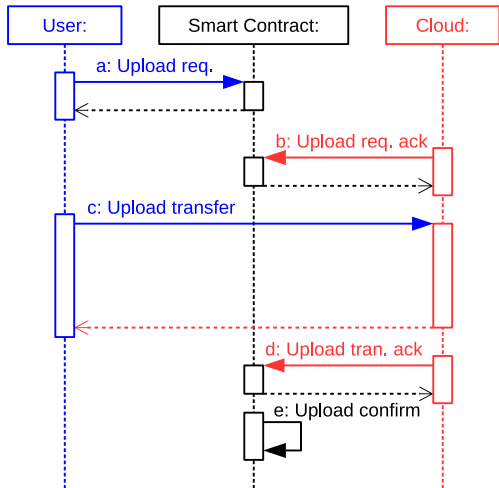 User:
Smart Contract:
Cloud:
a: Upload req.
b: Upload req. ack
c: Upload transfer
d: Upload tran. ack
e: Upload confirm